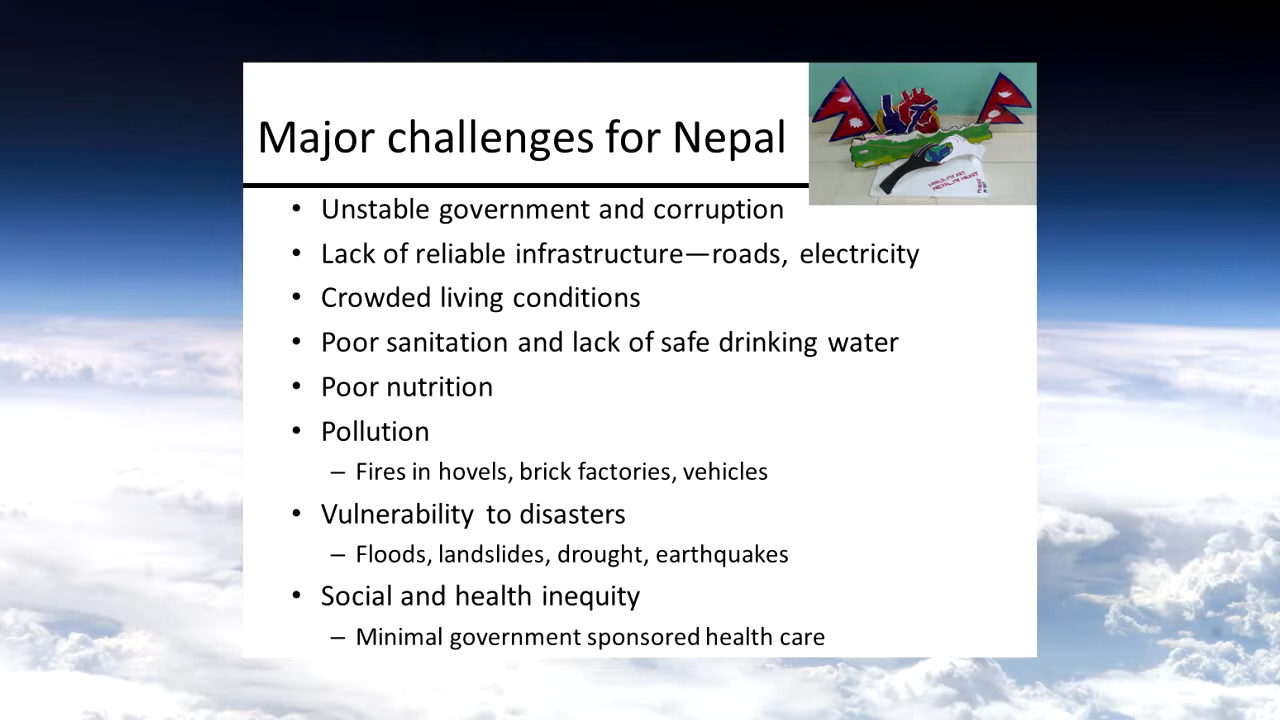 Major challenges for Nepal
• Unstable government and corruption
• Lack of reliable infrastructure—roads, electricity
• Crowded living conditions
• Poor sanitation and lack of safe drinking water
• Poor nutrition
• Pollution
– Fires in hovels, brick factories, vehicles
• Vulnerability to disasters
– Floods, landslides, drought, earthquakes
• Social and health inequity
– Minimal government sponsored health care